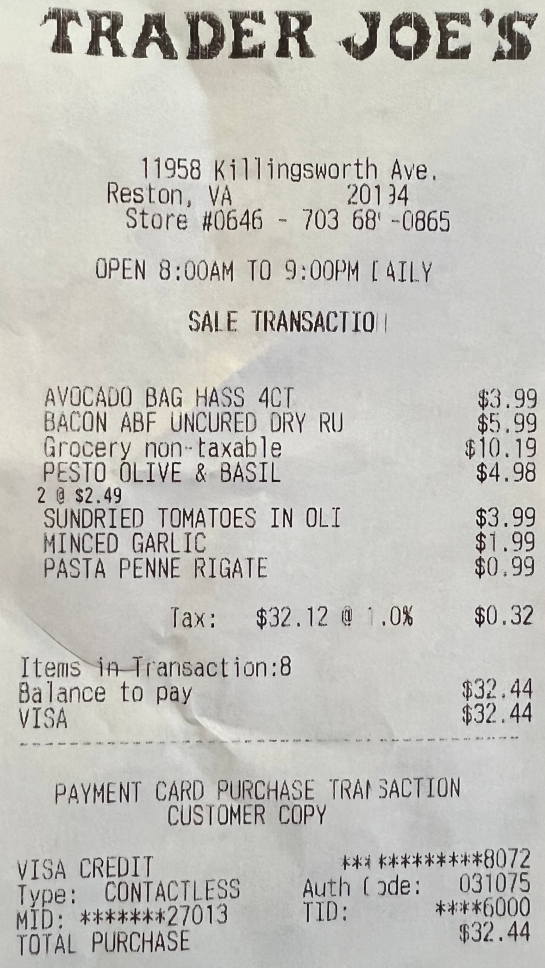 TRADER JOE'S
11958 Killingsworth Ave.
Reston, VA 20194
Store #0646 - 703 68 -0865
OPEN 8:00AM TO 9:00PM DAILY
SALE TRANSACTION
AVOCADO BAG HASS 4CT $3.99
BACON ABF UNCURED DRY RU $5.99
Grocery non-taxable $10.19
PESTO OLIVE & BASIL $4.98
2 @ $2.49
SUNDRIED TOMATOES IN OLI $3.99
MINCED GARLIC $1.99
PASTA PENNE RIGATE $0.99
Tax: $32.12 @ 1.0% $0.32
Items in Transaction:8
Balance to pay $32.44
VISA $32.44
PAYMENT CARD PURCHASE TRANSACTION
CUSTOMER COPY
VISA CREDIT ************8072
Type: CONTACTLESS Auth Code: 031075
MID: *******27013 TID: ****6000
TOTAL PURCHASE $32.44